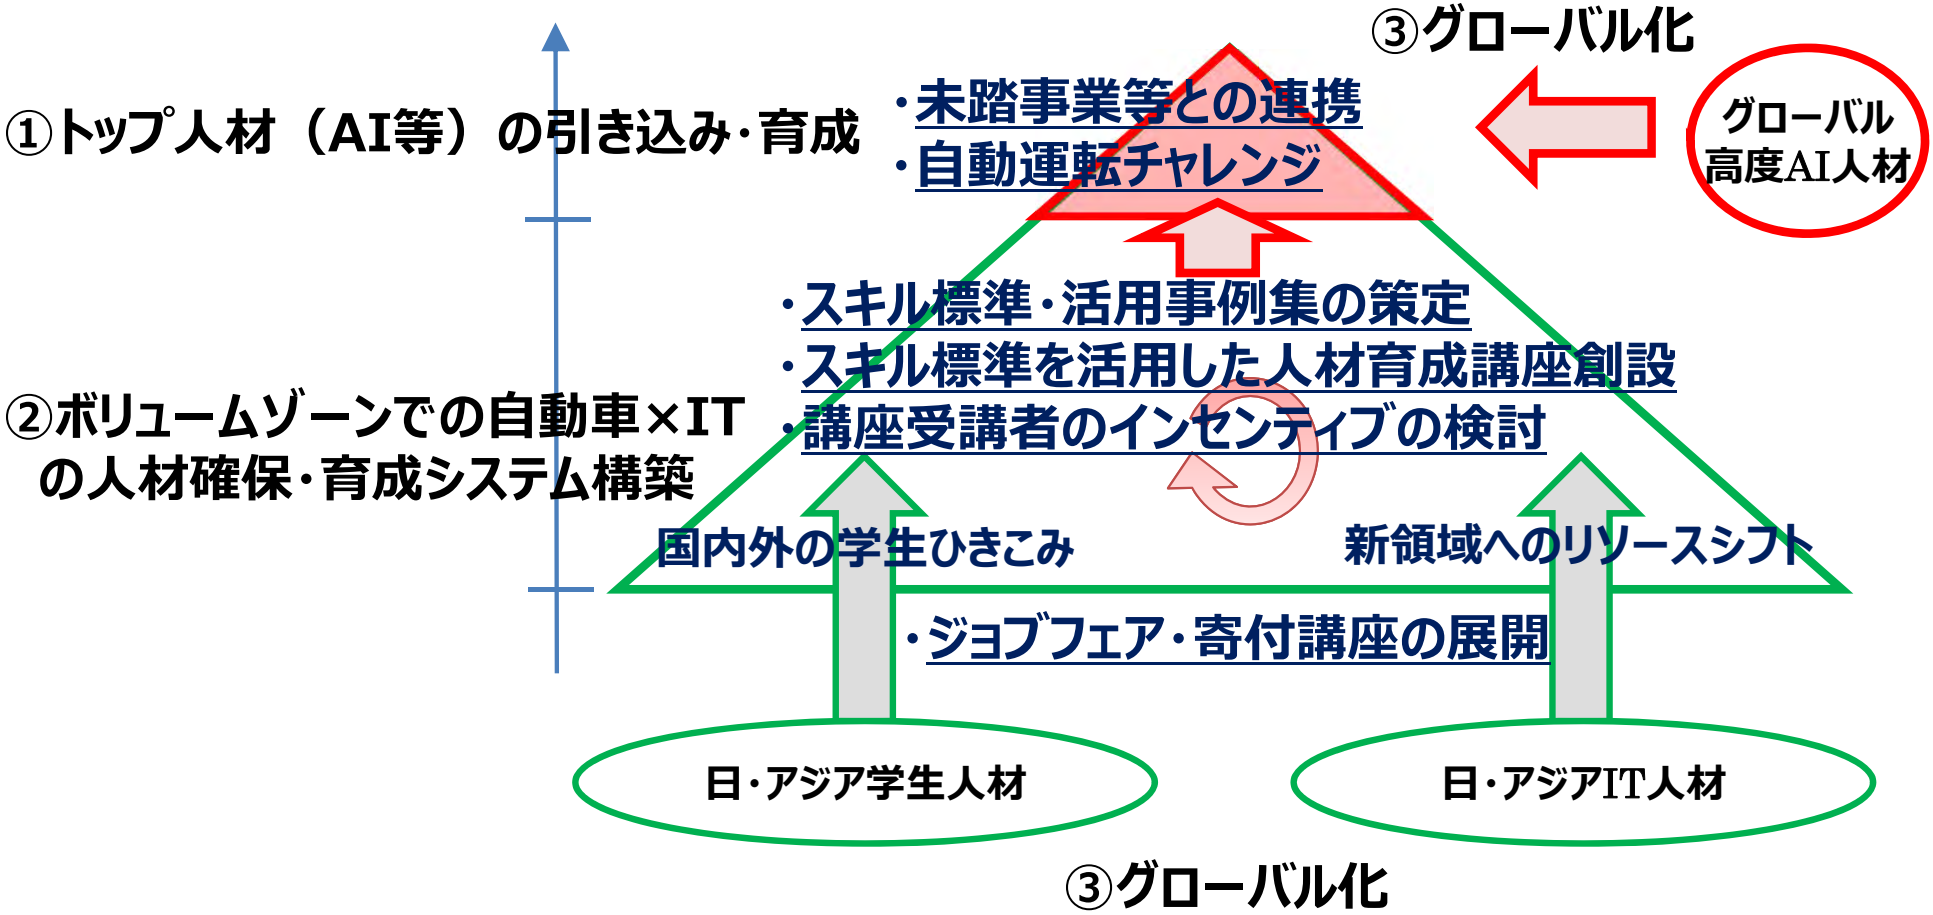 ③グローバル化
・未踏事業等との連携
・自動運転チャレンジ
①トップ人材（AI等）の引き込み・育成
グローバル
高度AI人材
・スキル標準・活用事例集の策定
・スキル標準を活用した人材育成講座創設
・講座受講者のインセンティブの検討
②ボリュームゾーンでの自動車×IT
の人材確保・育成システム構築
国内外の学生ひきこみ
新領域へのリソースシフト
・ジョブフェア・寄付講座の展開
日・アジア学生人材
日・アジアIT人材
③グローバル化